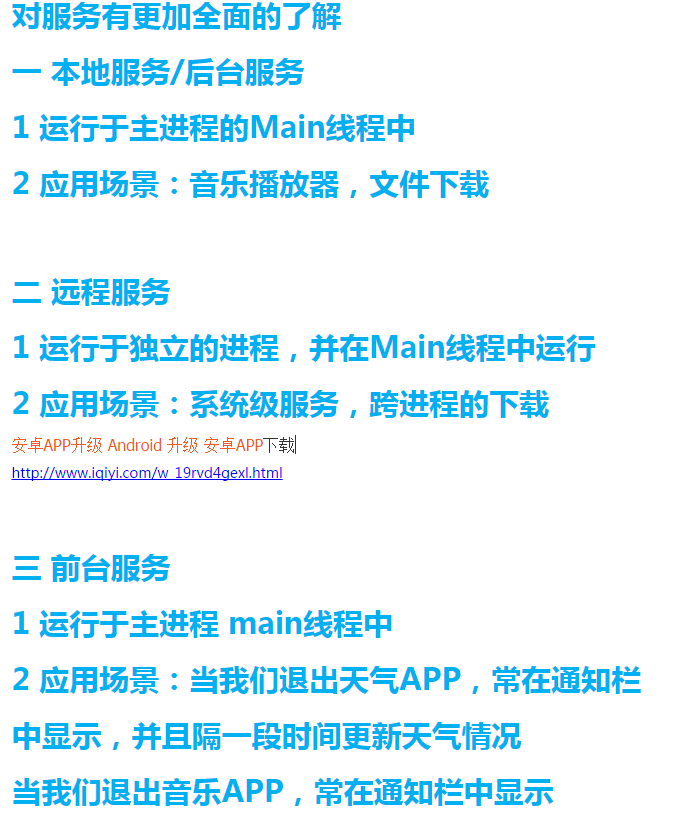 对服务有更加全面的了解
一 本地服务/后台服务
1 运行于主进程的Main线程中
2 应用场景：音乐播放器，文件下载
二 远程服务
1 运行于独立的进程，并在Main线程中运行
2 应用场景：系统级服务，跨进程的下载
安卓APP升级 Android 升级 安卓APP下载
http://www.iqiyi.com/w_19rvd4gexl.html
三 前台服务
1 运行于主进程 main线程中
2 应用场景：当我们退出天气APP，常在通知栏
中显示，并且隔一段时间更新天气情况
当我们退出音乐APP，常在通知栏中显示